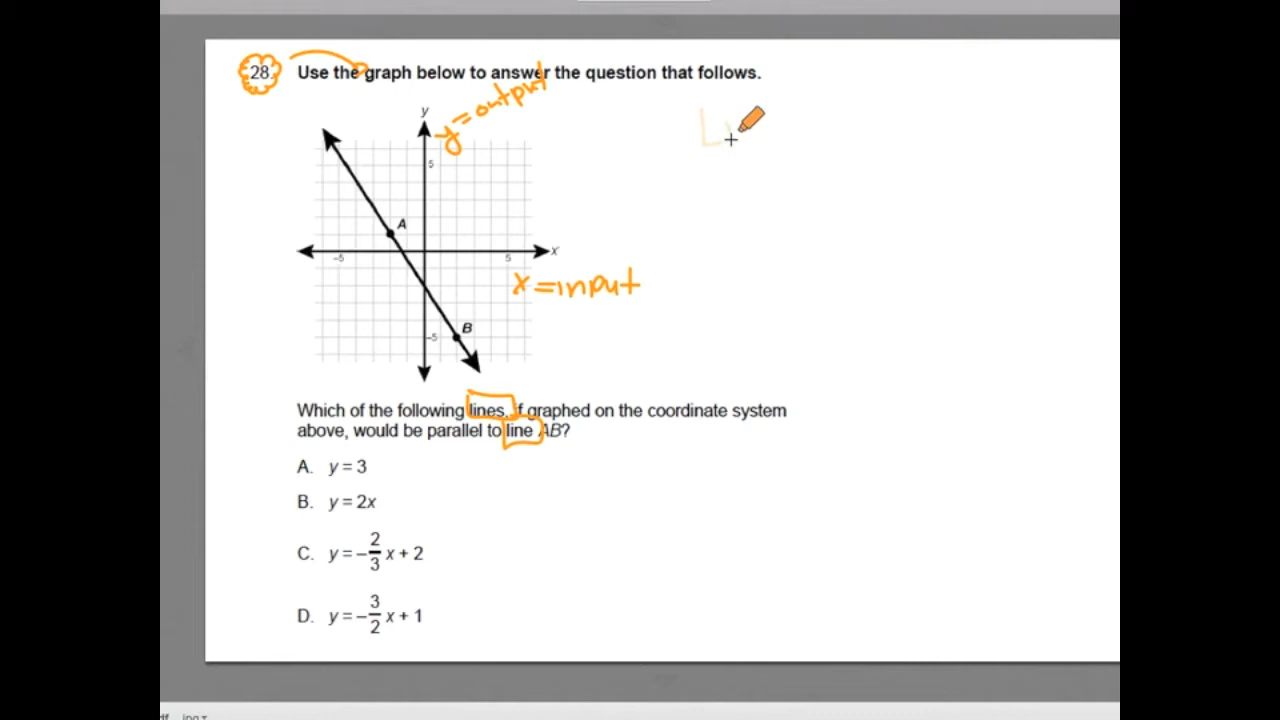 28 Use the graph below to answer the question that follows.
y
y = output
5
A
-5
5
x
x = input
B
-5
Which of the following lines, if graphed on the coordinate system
above, would be parallel to line AB?
A. y = 3
B. y = 2x
C. y = -2/3 x + 2
D. y = -3/2 x + 1